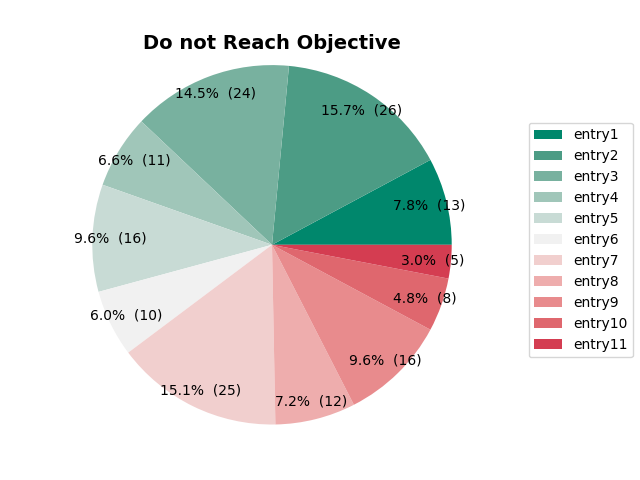 Do not Reach Objective
14.5% (24)
15.7% (26)
6.6% (11)
7.8% (13)
9.6% (16)
3.0% (5)
6.0% (10)
4.8% (8)
9.6% (16)
15.1% (25)
7.2% (12)
entry1
entry2
entry3
entry4
entry5
entry6
entry7
entry8
entry9
entry10
entry11